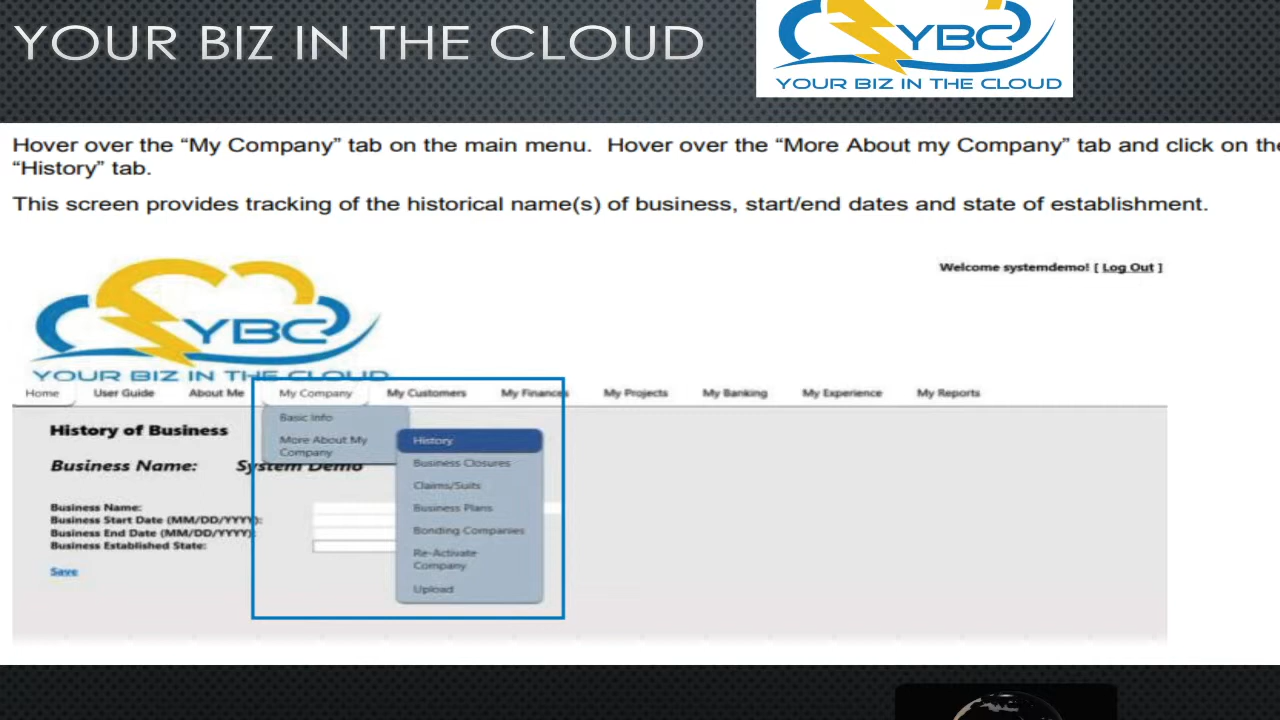 YOUR BIZ IN THE CLOUD
YBC
YOUR BIZ IN THE CLOUD
Hover over the “My Company” tab on the main menu. Hover over the “More About my Company” tab and click on the
“History” tab.
This screen provides tracking of the historical name(s) of business, start/end dates and state of establishment.
Welcome systemdemo! [ Log Out ]
YBC
YOUR BIZ IN THE CLOUD
Home User Guide About Me My Company My Customers My Finances My Projects My Banking My Experience My Reports
Basic Info
More About My
Company
History
Business Closures
Claims/Suits
Business Plans
Bonding Companies
Re-Activate
Company
Upload
History of Business
Business Name: System Demo
Business Name:
Business Start Date (MM/DD/YYYY):
Business End Date (MM/DD/YYYY):
Business Established State:
Save